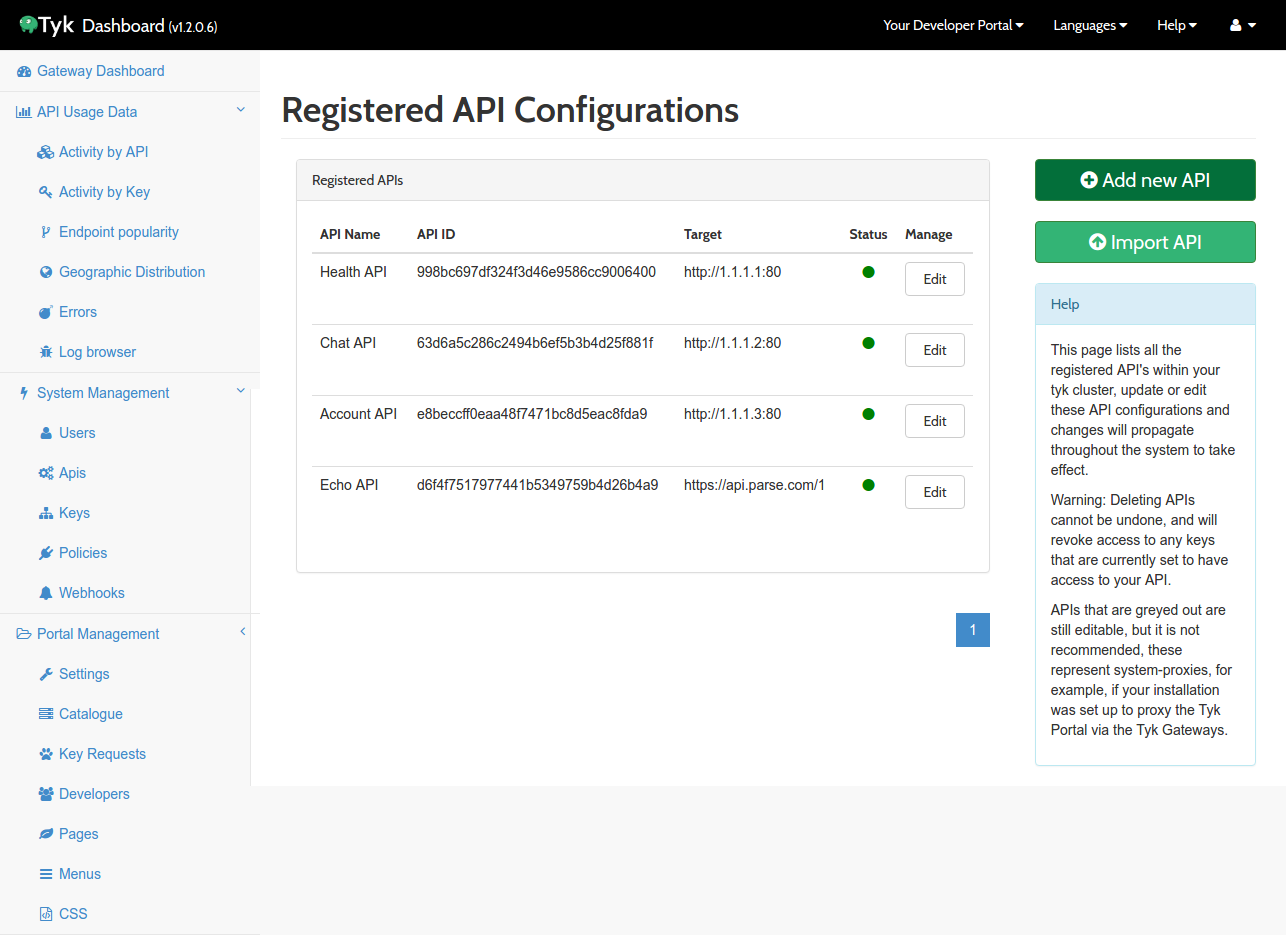 Tyk Dashboard (v1.2.0.6)
Your Developer Portal
Languages
Help
Gateway Dashboard
API Usage Data
Activity by API
Activity by Key
Endpoint popularity
Geographic Distribution
Errors
Log browser
System Management
Users
Apis
Keys
Policies
Webhooks
Portal Management
Settings
Catalogue
Key Requests
Developers
Pages
Menus
CSS
Registered API Configurations
Registered APIs
API Name API ID Target Status Manage
Health API 998bc697df324f3d46e9586cc9006400 http://1.1.1.1:80 Edit
Chat API 63d6a5c286c2494b6ef5b3b4d25f881f http://1.1.1.2:80 Edit
Account API e8beccff0eaa48f7471bc8d5eac8fda9 http://1.1.1.3:80 Edit
Echo API d6f4f7517977441b5349759b4d26b4a9 https://api.parse.com/1 Edit
1
Add new API
Import API
Help
This page lists all the
registered API's within your
tyk cluster, update or edit
these API configurations and
changes will propagate
throughout the system to take
effect.
Warning: Deleting APIs
cannot be undone, and will
revoke access to any keys
that are currently set to have
access to your API.
APIs that are greyed out are
still editable, but it is not
recommended, these
represent system-proxies, for
example, if your installation
was set up to proxy the Tyk
Portal via the Tyk Gateways.